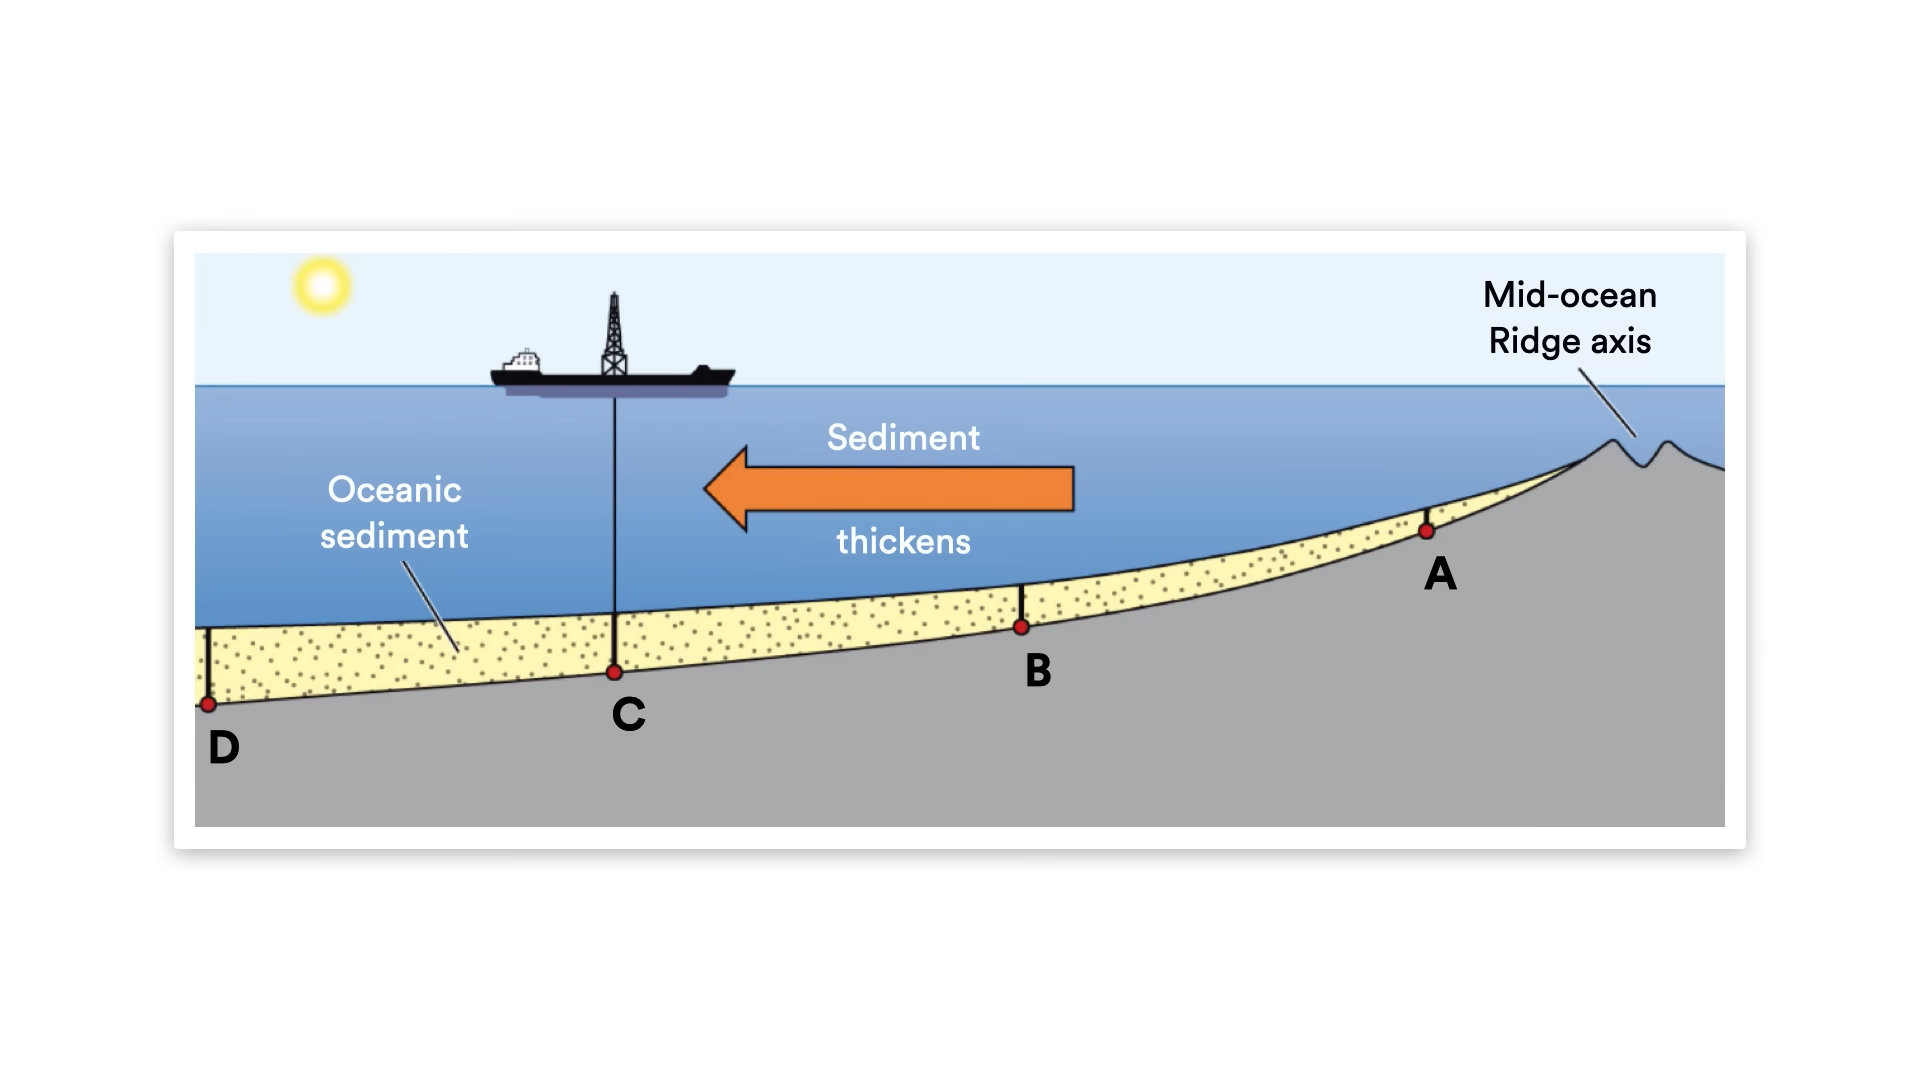 Mid-ocean
Ridge axis
Sediment
Oceanic
sediment
thickens
A
B
C
D